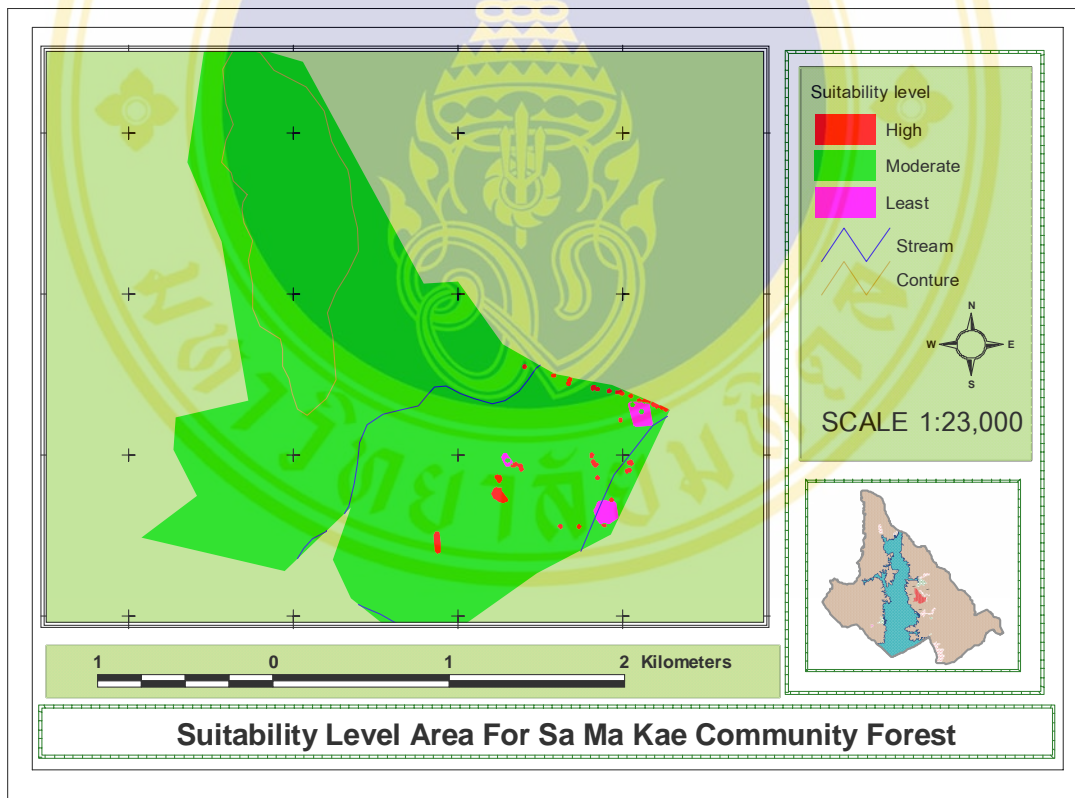 Suitability level
High
Moderate
Least
Stream
Conture
N
W E
S
SCALE 1:23,000
1 0 1 2 Kilometers
Suitability Level Area For Sa Ma Kae Community Forest